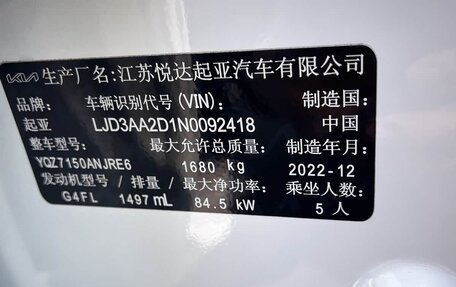 KIA 生产厂名:江苏悦达起亚汽车有限公司
品牌: 车辆识别代号(VIN): 制造国:
起亚 LJD3AA2D1N0092418 中国
整车型号: 最大允许总质量: 制造年月:
YQZ7150ANJRE6 1680 kg 2022-12
发动机型号/排量/最大净功率: 乘坐人数:
G4FL 1497 mL 84.5 kW 5 人